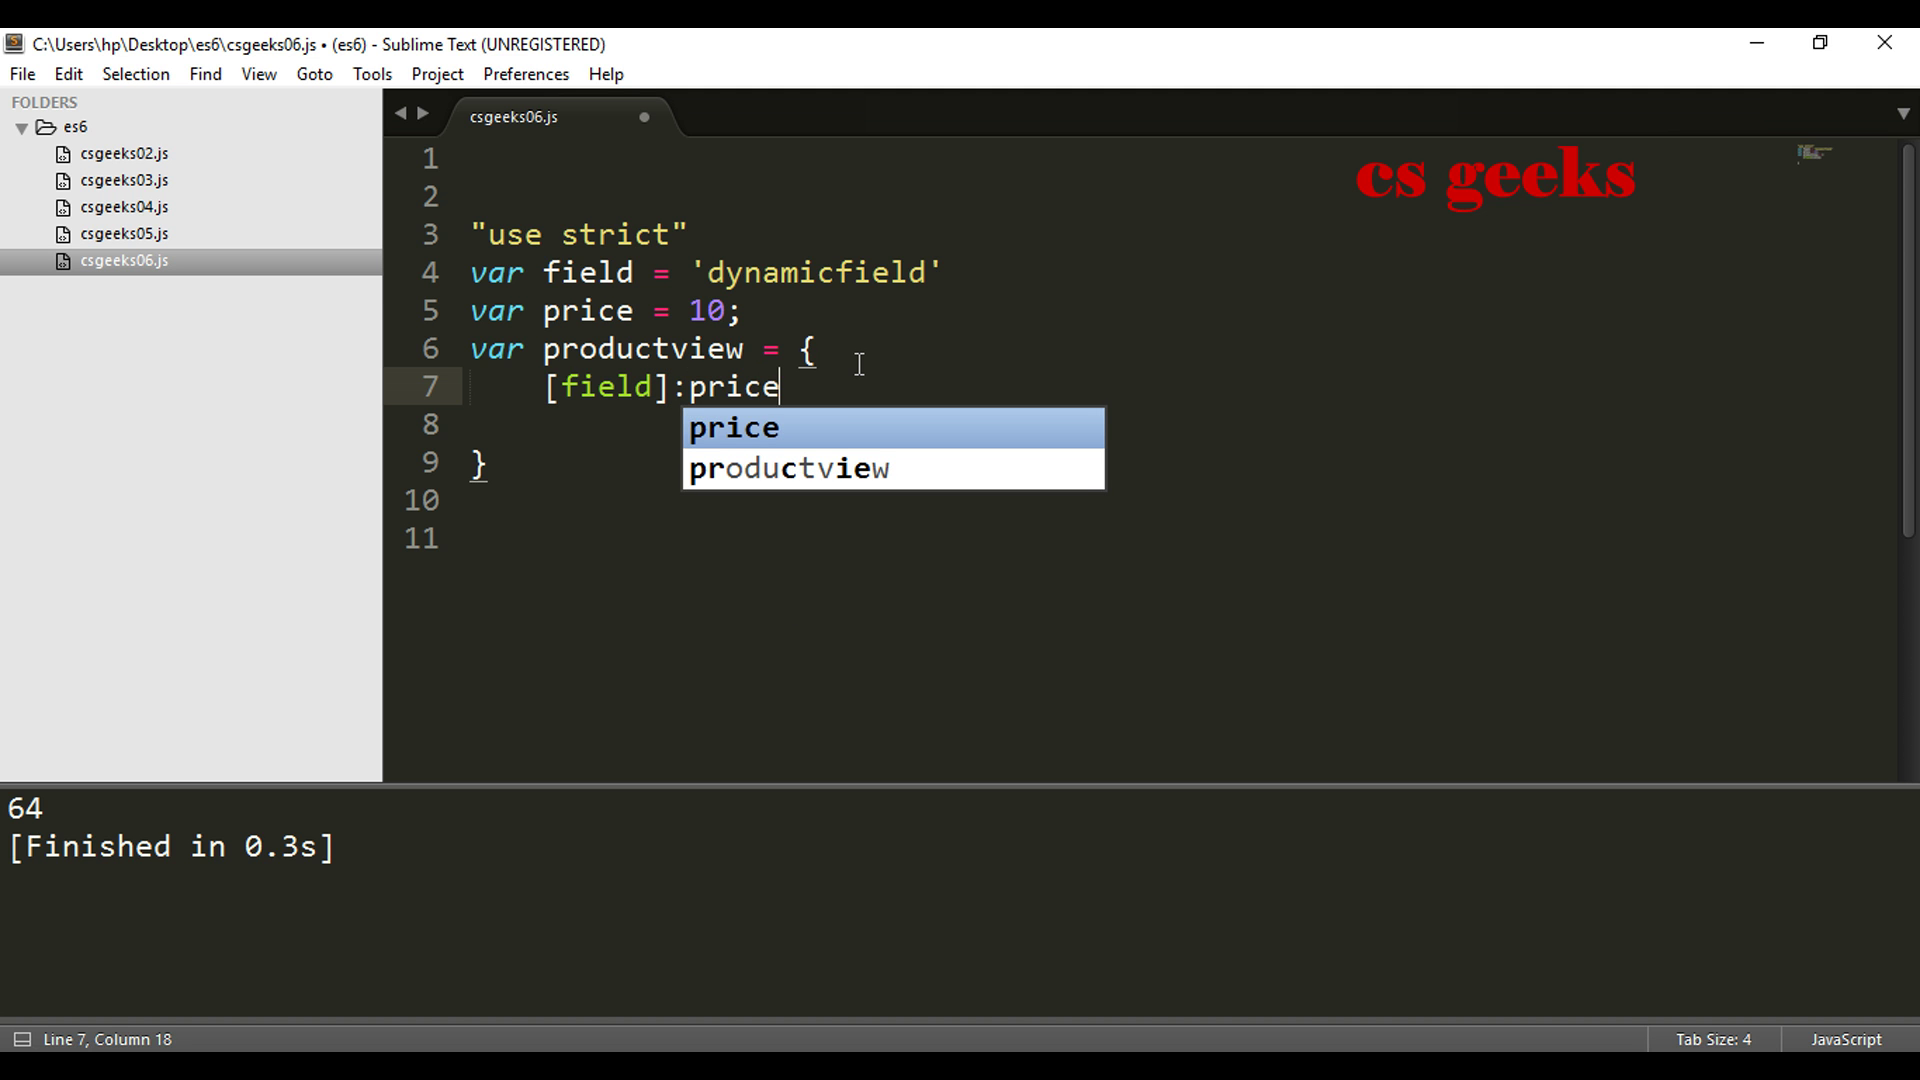 C:\Users\hp\Desktop\es6\csgeeks06.js • (es6) - Sublime Text (UNREGISTERED)
File Edit Selection Find View Goto Tools Project Preferences Help
FOLDERS
es6
csgeeks02.js
csgeeks03.js
csgeeks04.js
csgeeks05.js
csgeeks06.js
csgeeks06.js
cs geeks
1
2
3 "use strict"
4 var field = 'dynamicfield'
5 var price = 10;
6 var productview = {
7 [field]:price
8
9 }
10
11
price
productview
64
[Finished in 0.3s]
Line 7, Column 18
Tab Size: 4
JavaScript